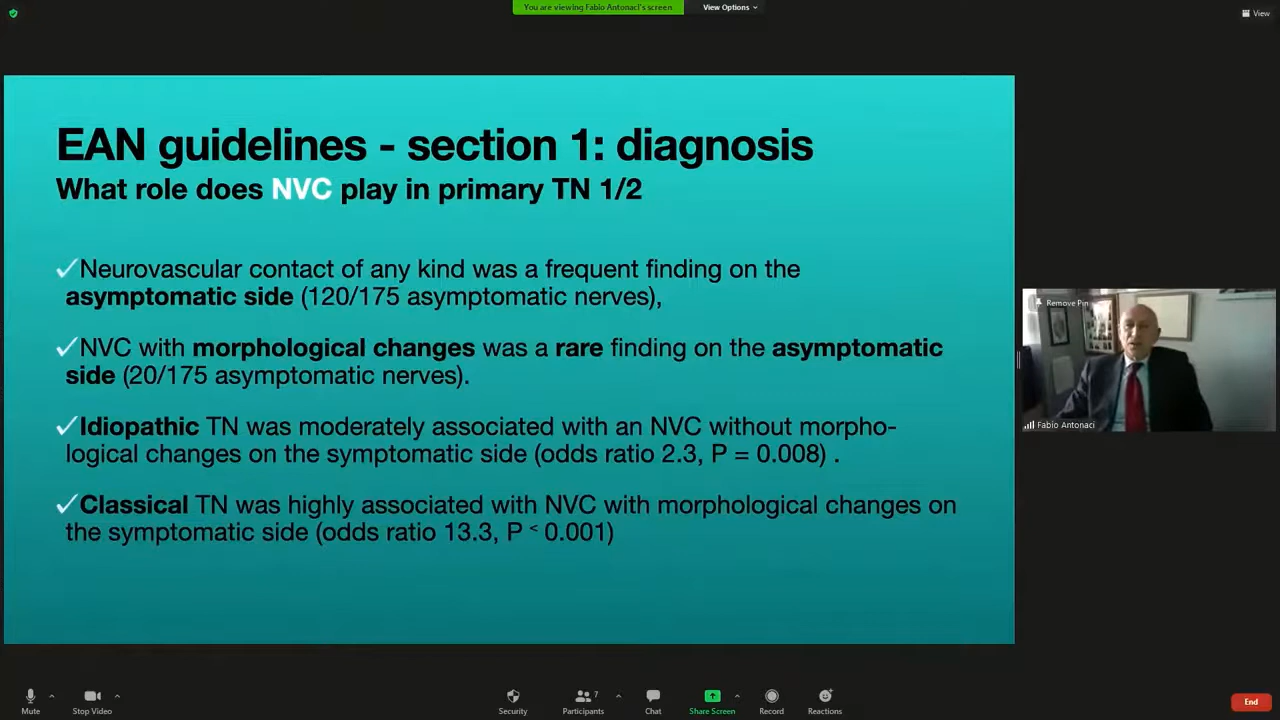 You are viewing Fabio Antonaci's screen
View Options
View
EAN guidelines - section 1: diagnosis
What role does NVC play in primary TN 1/2
✓Neurovascular contact of any kind was a frequent finding on the
asymptomatic side (120/175 asymptomatic nerves),
✓NVC with morphological changes was a rare finding on the asymptomatic
side (20/175 asymptomatic nerves).
✓Idiopathic TN was moderately associated with an NVC without morpho-
logical changes on the symptomatic side (odds ratio 2.3, P = 0.008) .
✓Classical TN was highly associated with NVC with morphological changes on
the symptomatic side (odds ratio 13.3, P < 0.001)
Remove Pin
Fabio Antonaci
Mute
Stop Video
Security
7
Participants
Chat
Share Screen
Record
Reactions
End